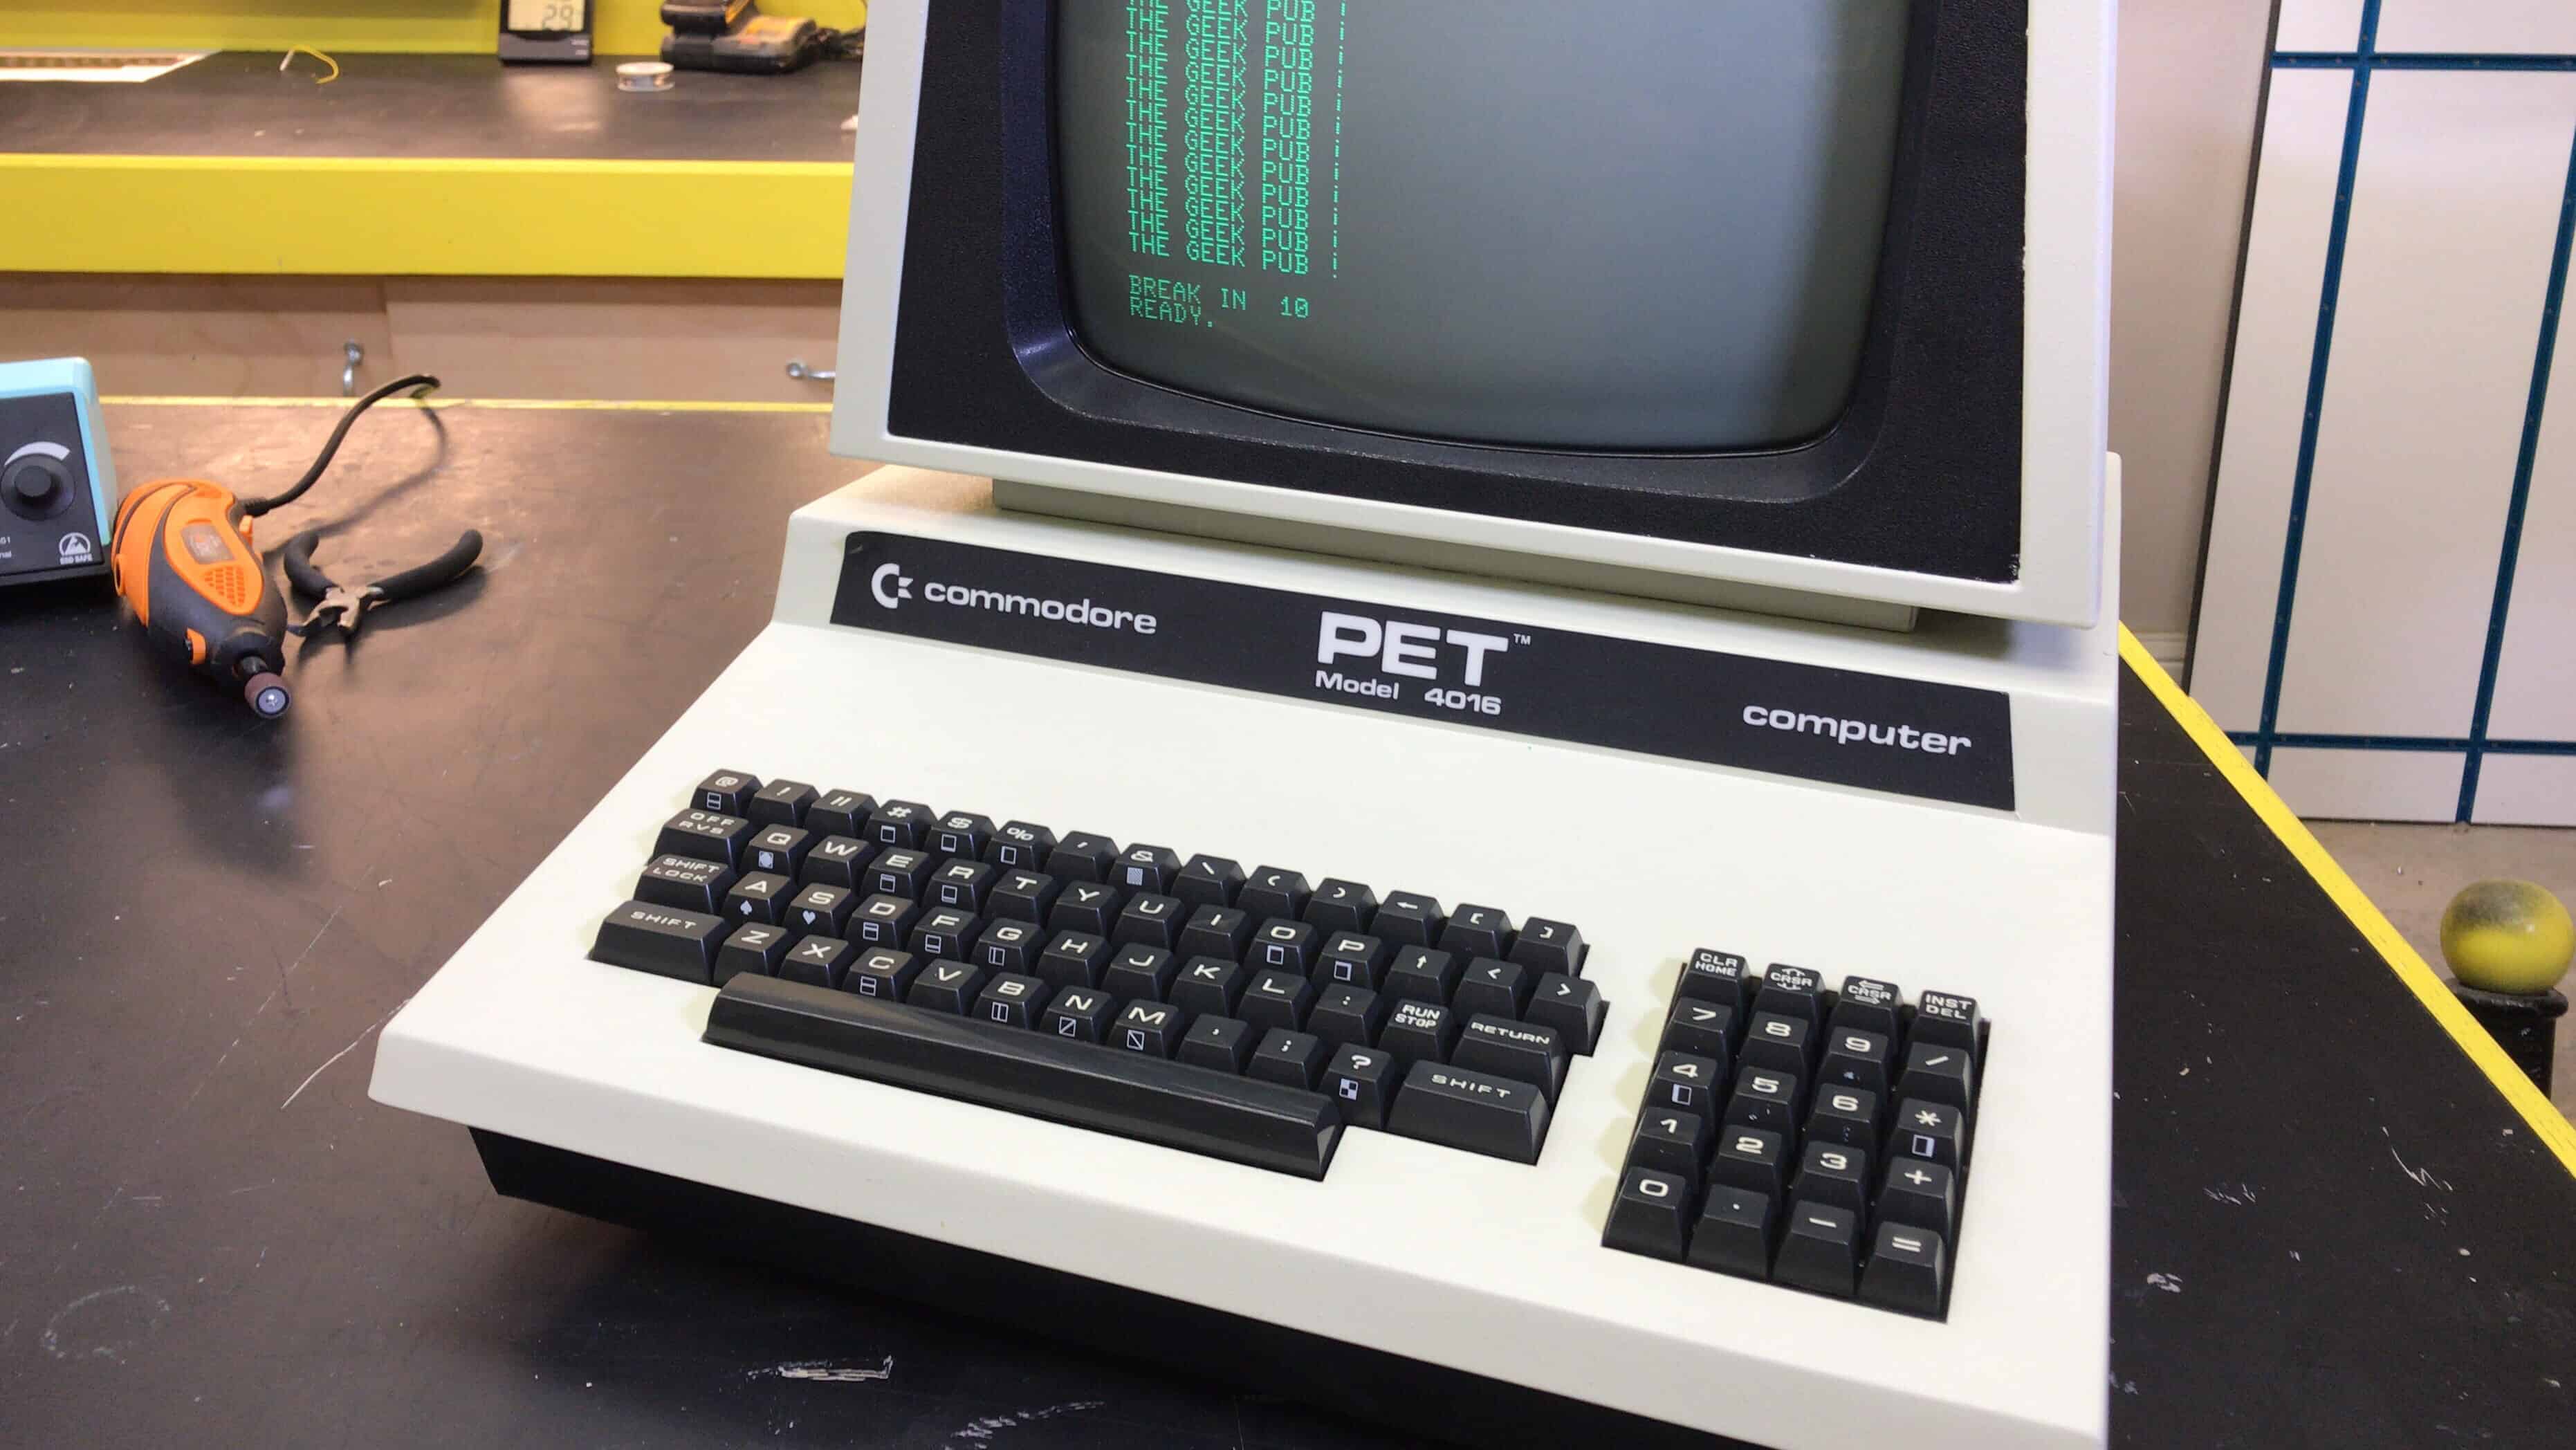 29
THE GEEK PUB !
THE GEEK PUB !
THE GEEK PUB !
THE GEEK PUB !
THE GEEK PUB !
THE GEEK PUB !
THE GEEK PUB !
THE GEEK PUB !
THE GEEK PUB !
THE GEEK PUB !
THE GEEK PUB !
THE GEEK PUB !
BREAK IN 10
READY.
ESD SAFE
commodore PET™ computer
Model 4016
@ ! " # $ % ' & \ ( ) ← [ ]
OFF RVS Q W E R T Y U I O P ↑ < >
SHIFT LOCK A S D F G H J K L : RUN STOP RETURN
SHIFT Z X C V B N M , ; ? SHIFT
CLR HOME CRSR CRSR INST DEL
7 8 9 /
4 5 6 *
1 2 3 +
0 . - =